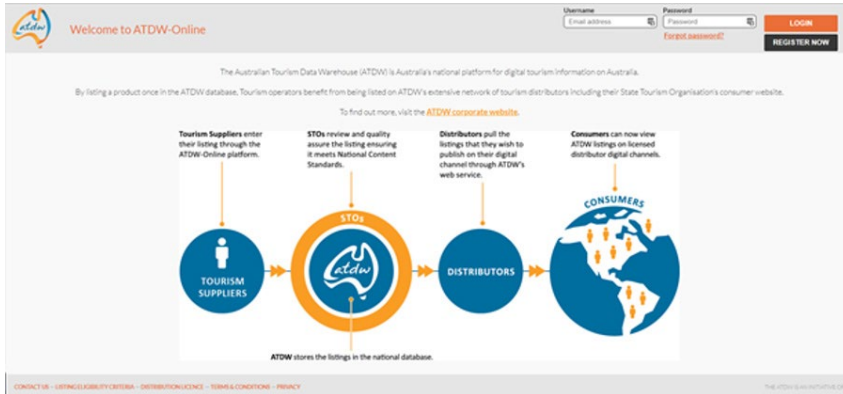 Username
Password
atdw
Welcome to ATDW-Online
Email address
Password
LOGIN
Forgot password?
REGISTER NOW
The Australian Tourism Data Warehouse (ATDW) is Australia's national platform for digital tourism information on Australia.
By listing a product once in the ATDW database, Tourism operators benefit from being listed on ATDW's extensive network of tourism distributors including their State Tourism Organisation's consumer website.
To find out more, visit the ATDW corporate website.
Tourism Suppliers enter
their listing through the
ATDW-Online platform.
STOs review and quality
assure the listing ensuring
it meets National Content
Standards.
Distributors pull the
listings that they wish to
publish on their digital
channel through ATDW's
web service.
Consumers can now view
ATDW listings on licensed
distributor digital channels.
TOURISM
SUPPLIERS
STOs
atdw
DISTRIBUTORS
CONSUMERS
ATDW stores the listings in the national database.
CONTACT US - LISTING ELIGIBILITY CRITERIA - DISTRIBUTION LICENCE - TERMS & CONDITIONS - PRIVACY
THE ATDW IS AN INITIATIVE OF